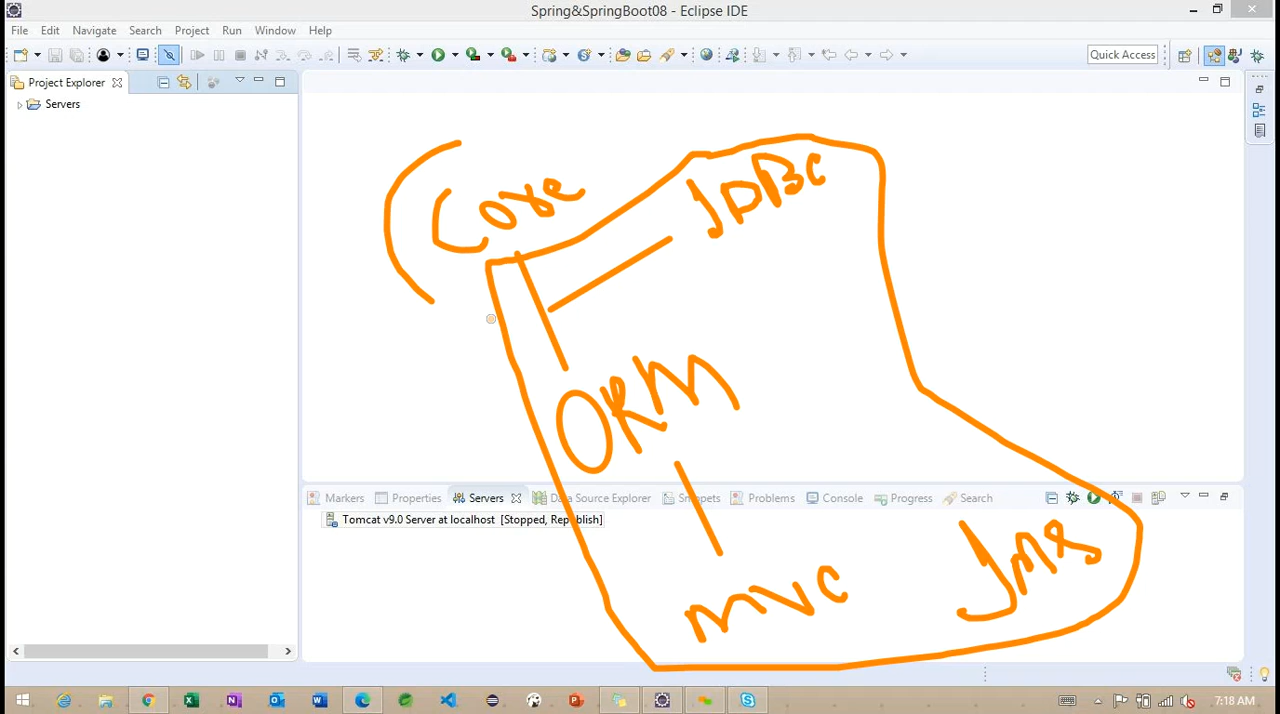 Spring&SpringBoot08 - Eclipse IDE
File Edit Navigate Search Project Run Window Help
Quick Access
Project Explorer
Servers
Core
JDBC
ORM
mvc
JMS
Markers Properties Servers Data Source Explorer Snippets Problems Console Progress Search
Tomcat v9.0 Server at localhost [Stopped, Republish]
7:18 AM